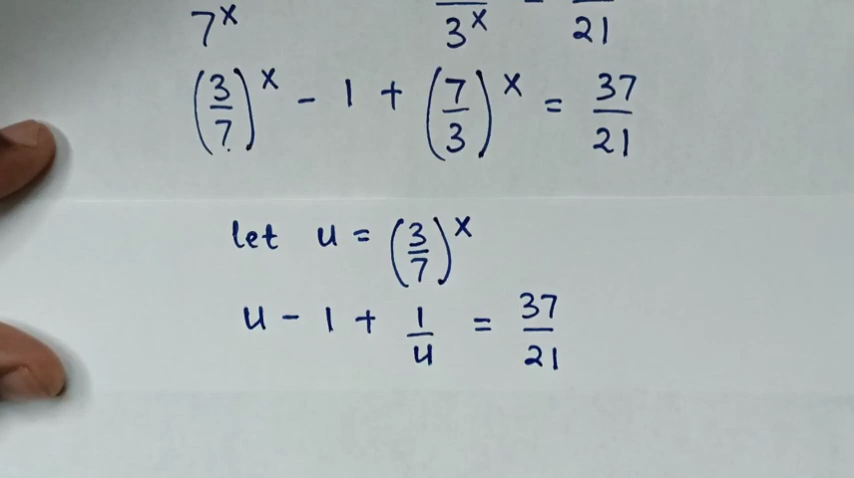 7^x 3^x 21
(3/7)^x - 1 + (7/3)^x = 37/21
let u = (3/7)^x
u - 1 + 1/u = 37/21